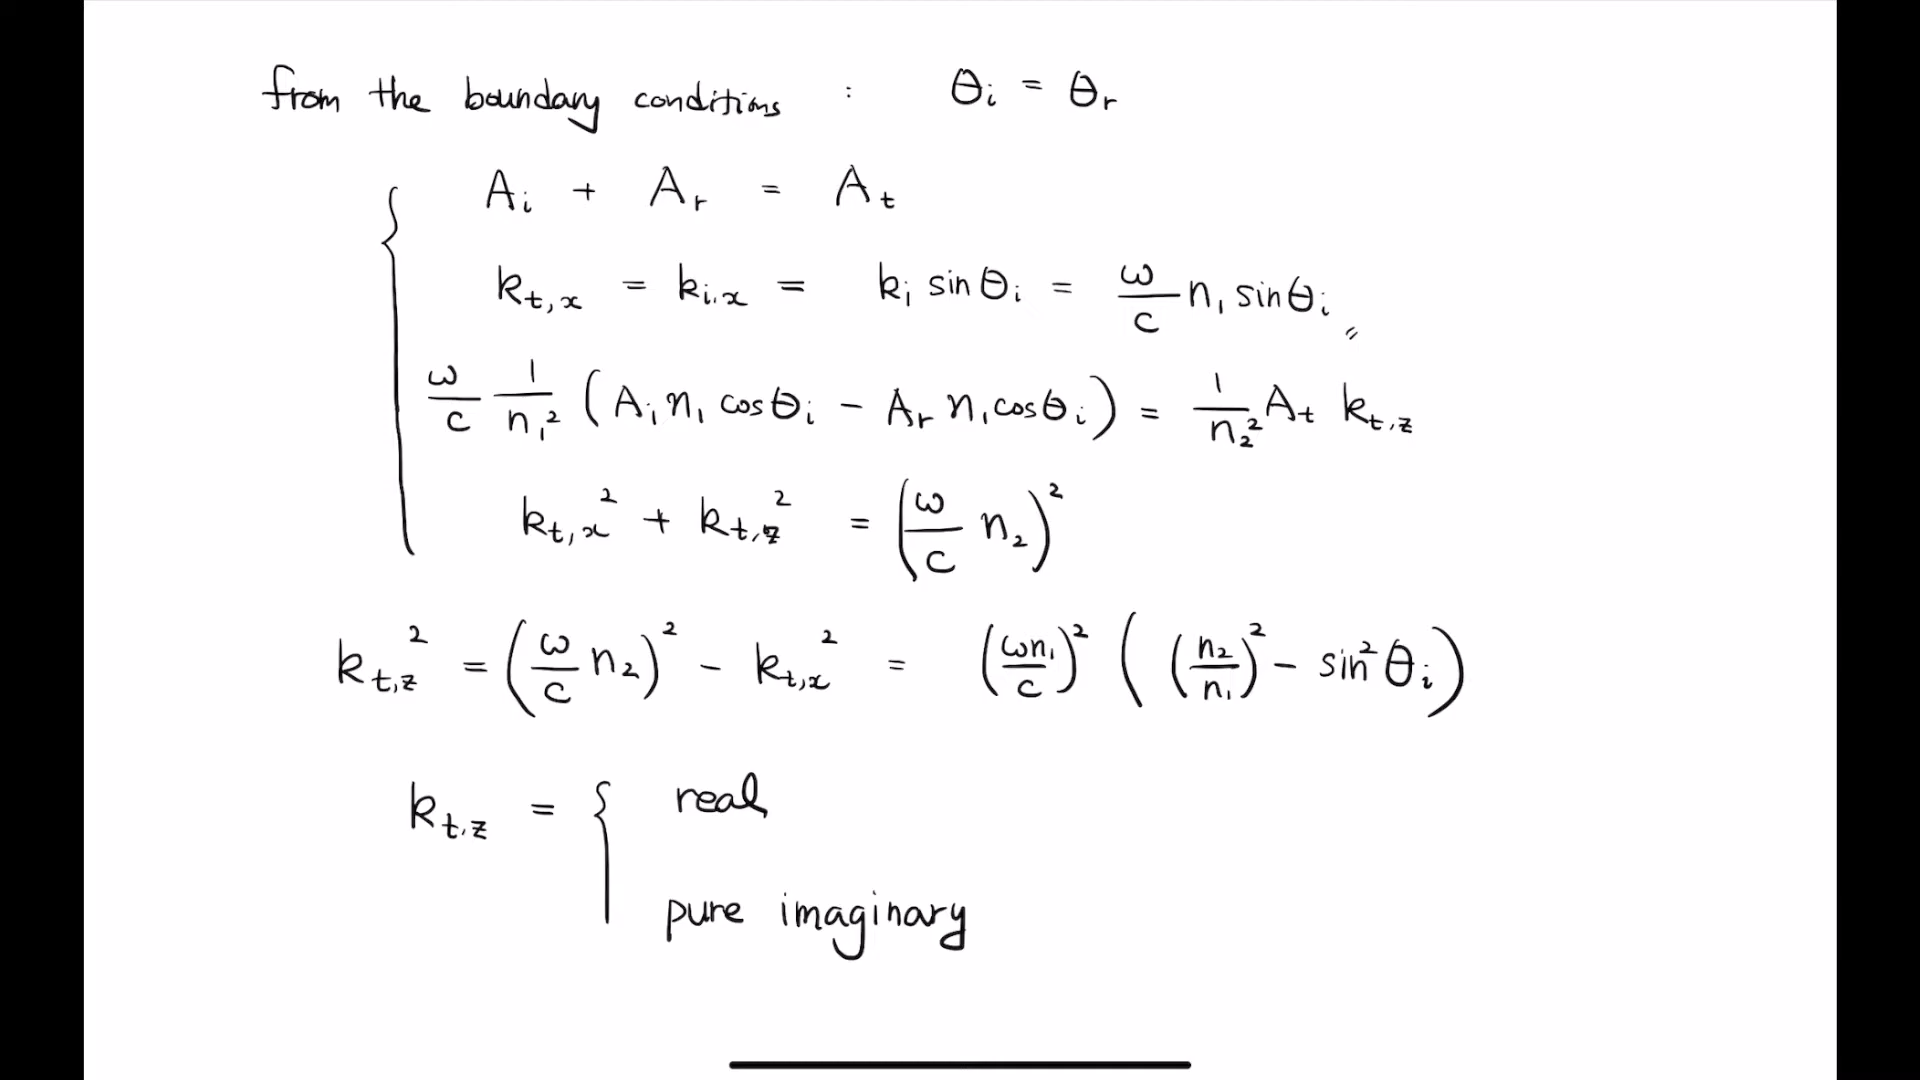 from the boundary conditions : θi = θr
Ai + Ar = At
kt,x = ki,x = ki sinθi = ω/c n1 sinθi〃
ω/c 1/n1² (Ai n1 cosθi − Ar n1 cosθi) = 1/n2² At kt,z
kt,x² + kt,z² = (ω/c n2)²
kt,z² = (ω/c n2)² − kt,x² = (ωn1/c)² ((n2/n1)² − sin²θi)
kt,z = { real
pure imaginary